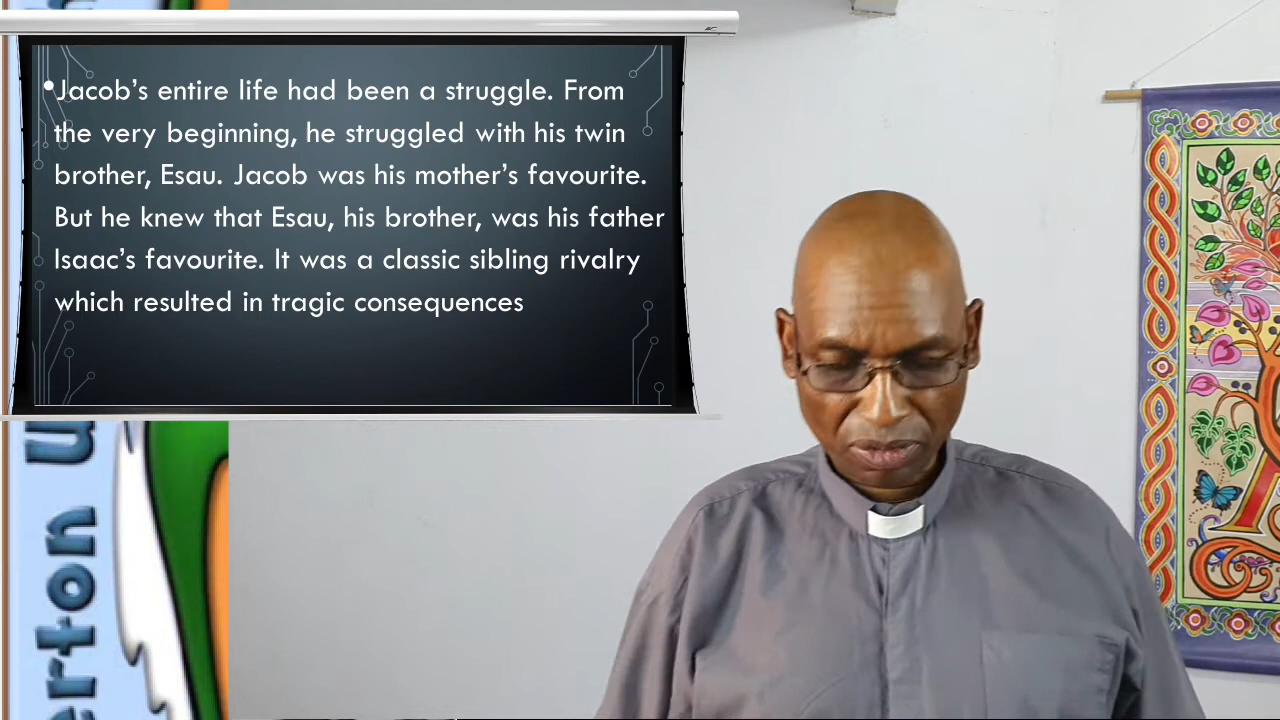 •Jacob’s entire life had been a struggle. From
the very beginning, he struggled with his twin
brother, Esau. Jacob was his mother’s favourite.
But he knew that Esau, his brother, was his father
Isaac’s favourite. It was a classic sibling rivalry
which resulted in tragic consequences